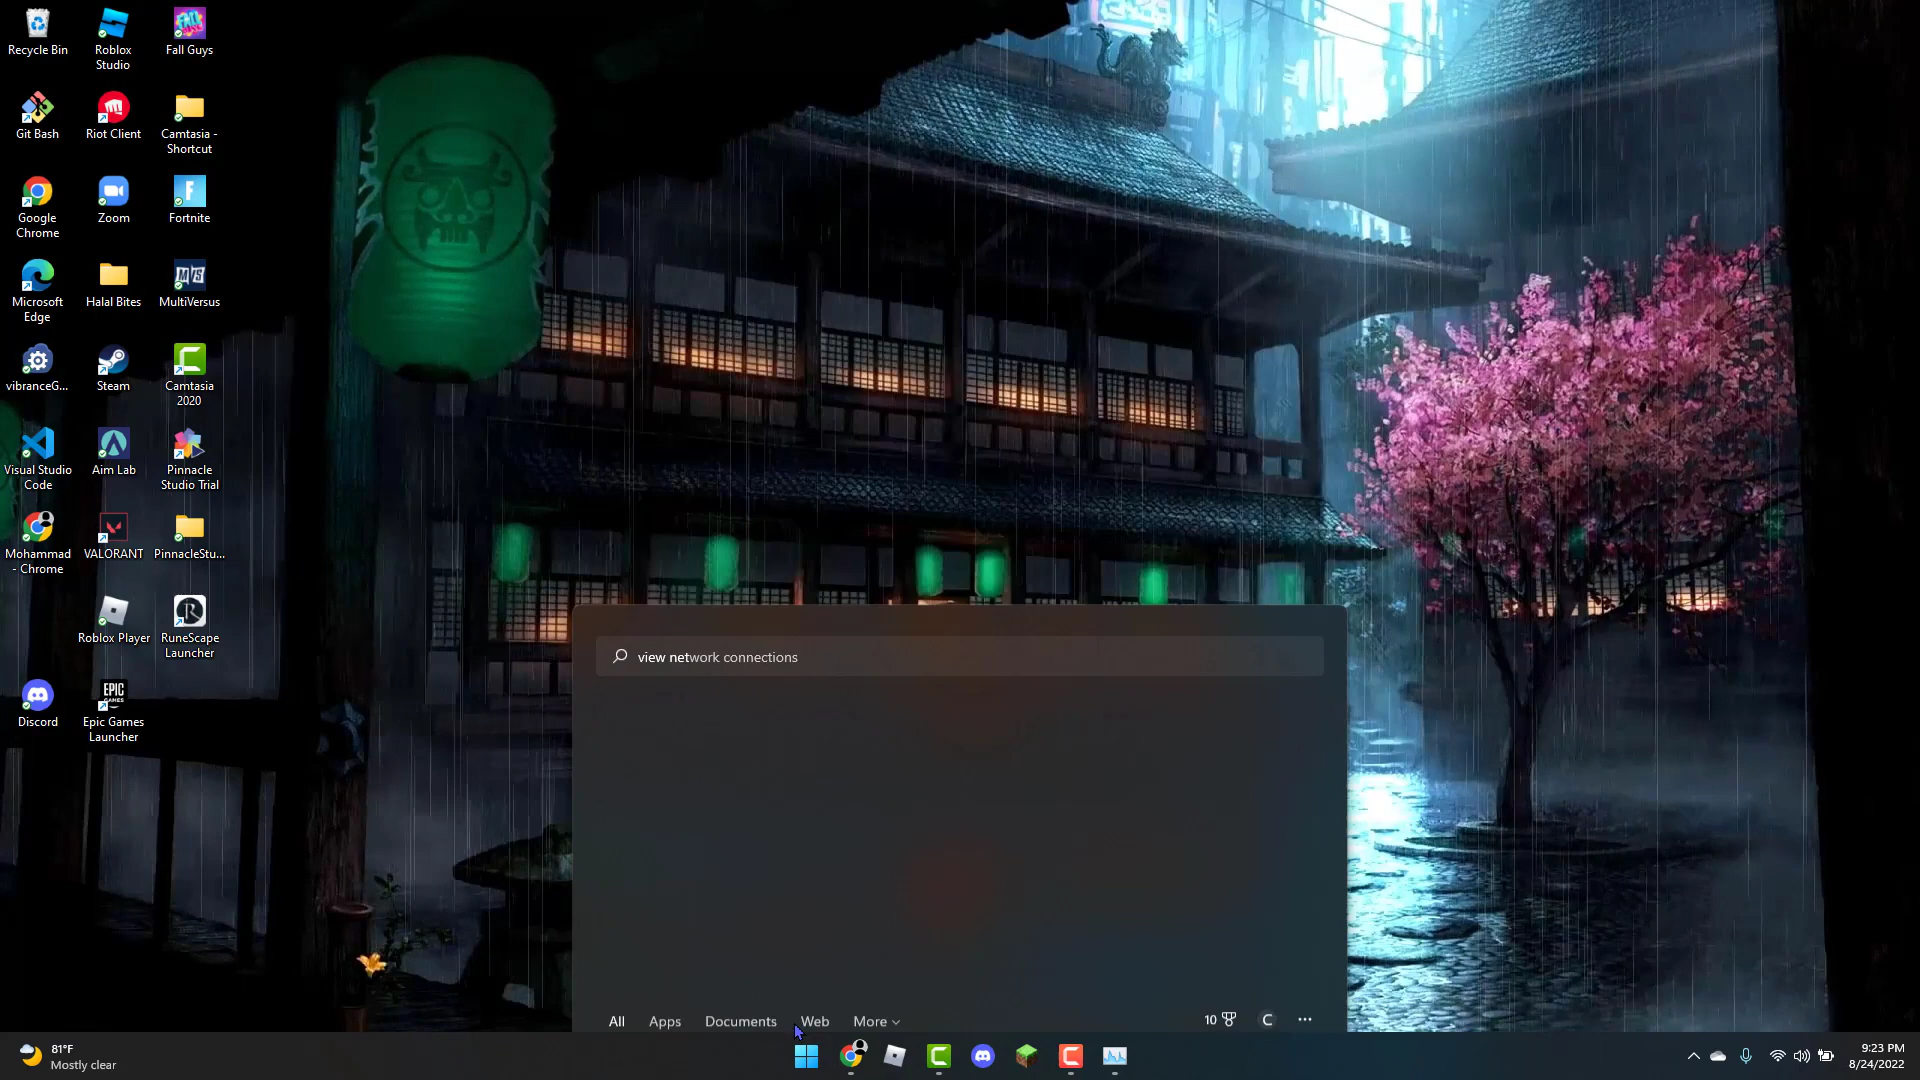 Recycle Bin
Roblox
Studio
Fall Guys
Git Bash
Riot Client
Camtasia -
Shortcut
Google
Chrome
Zoom
Fortnite
Microsoft
Edge
Halal Bites
MultiVersus
vibranceG...
Steam
Camtasia
2020
Visual Studio
Code
Aim Lab
Pinnacle
Studio Trial
Mohammad
- Chrome
VALORANT
PinnacleStu...
Roblox Player
RuneScape
Launcher
Discord
EPIC
GAMES
Epic Games
Launcher
view network connections
All Apps Documents Web More
10
C
81°F
Mostly clear
9:23 PM
8/24/2022